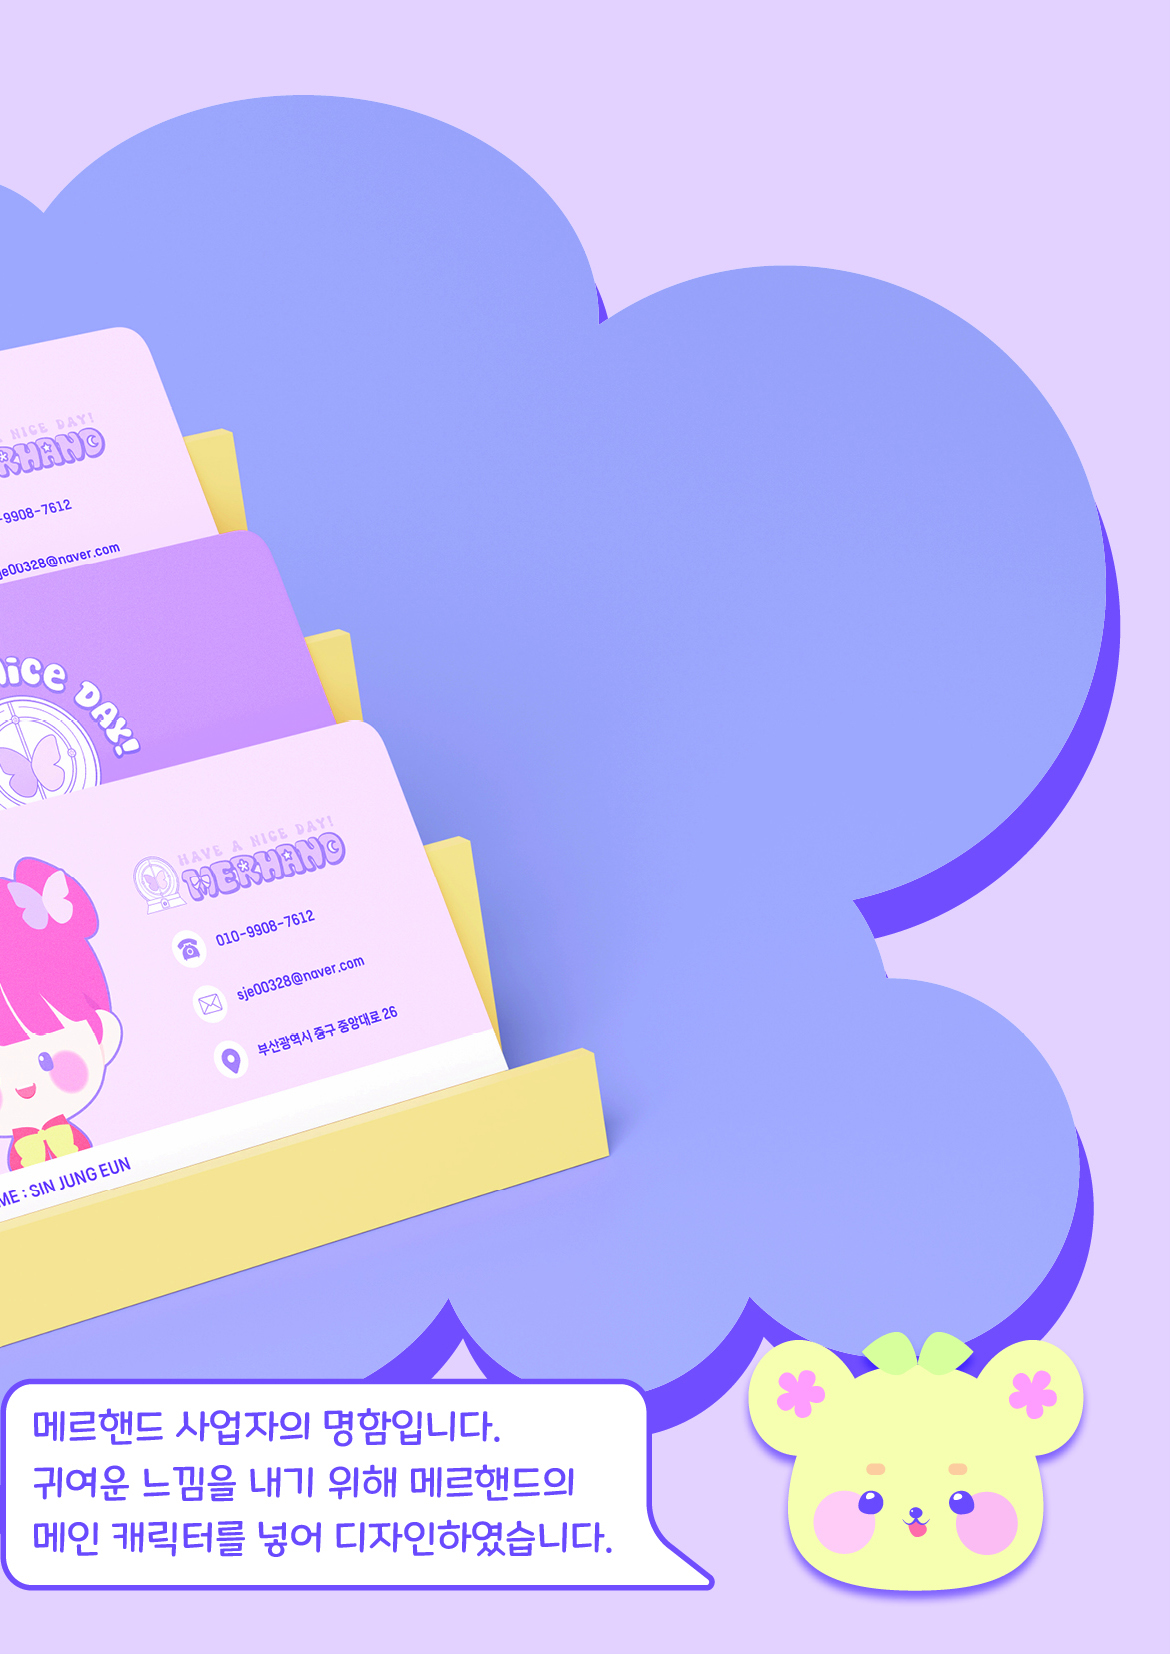 NICE DAY!
-9908-7612
je00328@naver.com
Nice DAY!
HAVE A NICE DAY!
MERHAND
010-9908-7612
sje00328@naver.com
부산광역시 중구 중앙대로 26
ME : SIN JUNG EUN
메르핸드 사업자의 명함입니다.
귀여운 느낌을 내기 위해 메르핸드의
메인 캐릭터를 넣어 디자인하였습니다.